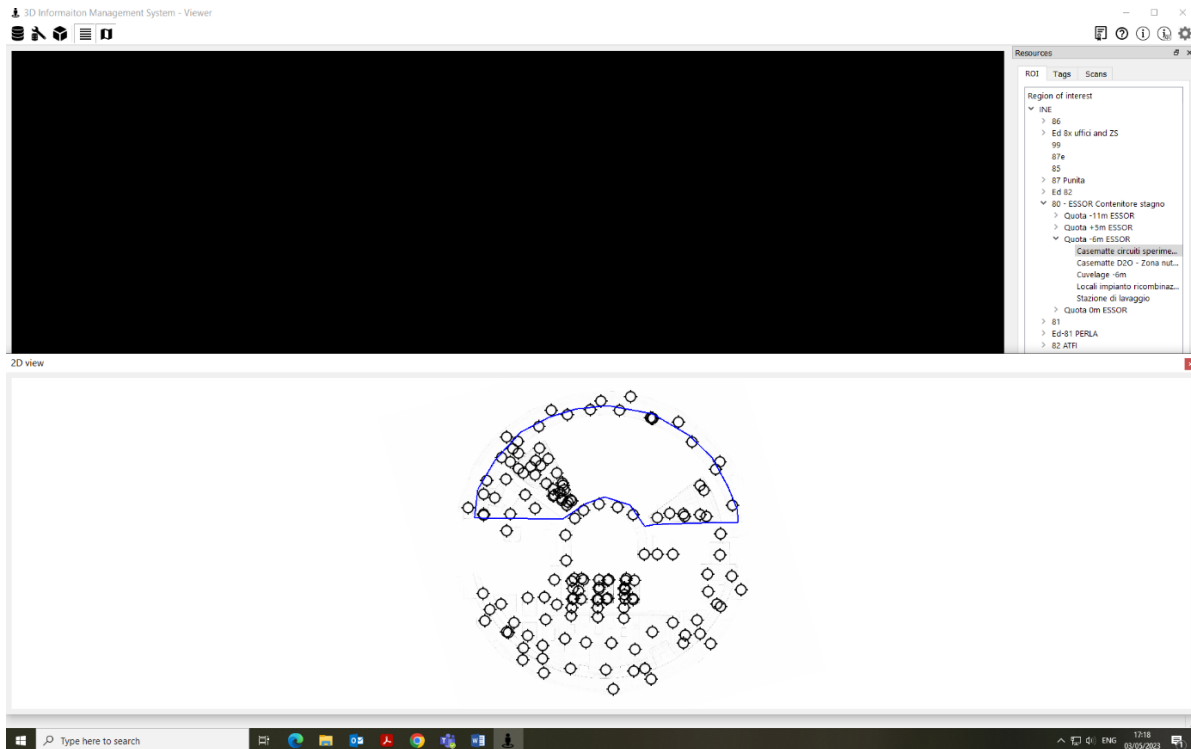 3D Informaiton Management System - Viewer
Resources
ROI Tags Scans
Region of interest
INE
86
Ed 8x uffici and ZS
99
87e
85
87 Punita
Ed 82
80 - ESSOR Contenitore stagno
Quota -11m ESSOR
Quota +5m ESSOR
Quota -6m ESSOR
Casematte circuiti sperime...
Casematte D2O - Zona nut...
Cuvelage -6m
Locali impianto ricombinaz...
Stazione di lavaggio
Quota 0m ESSOR
81
Ed-81 PERLA
82 ATFI
2D view
Type here to search
ENG
17:18
03/05/2023